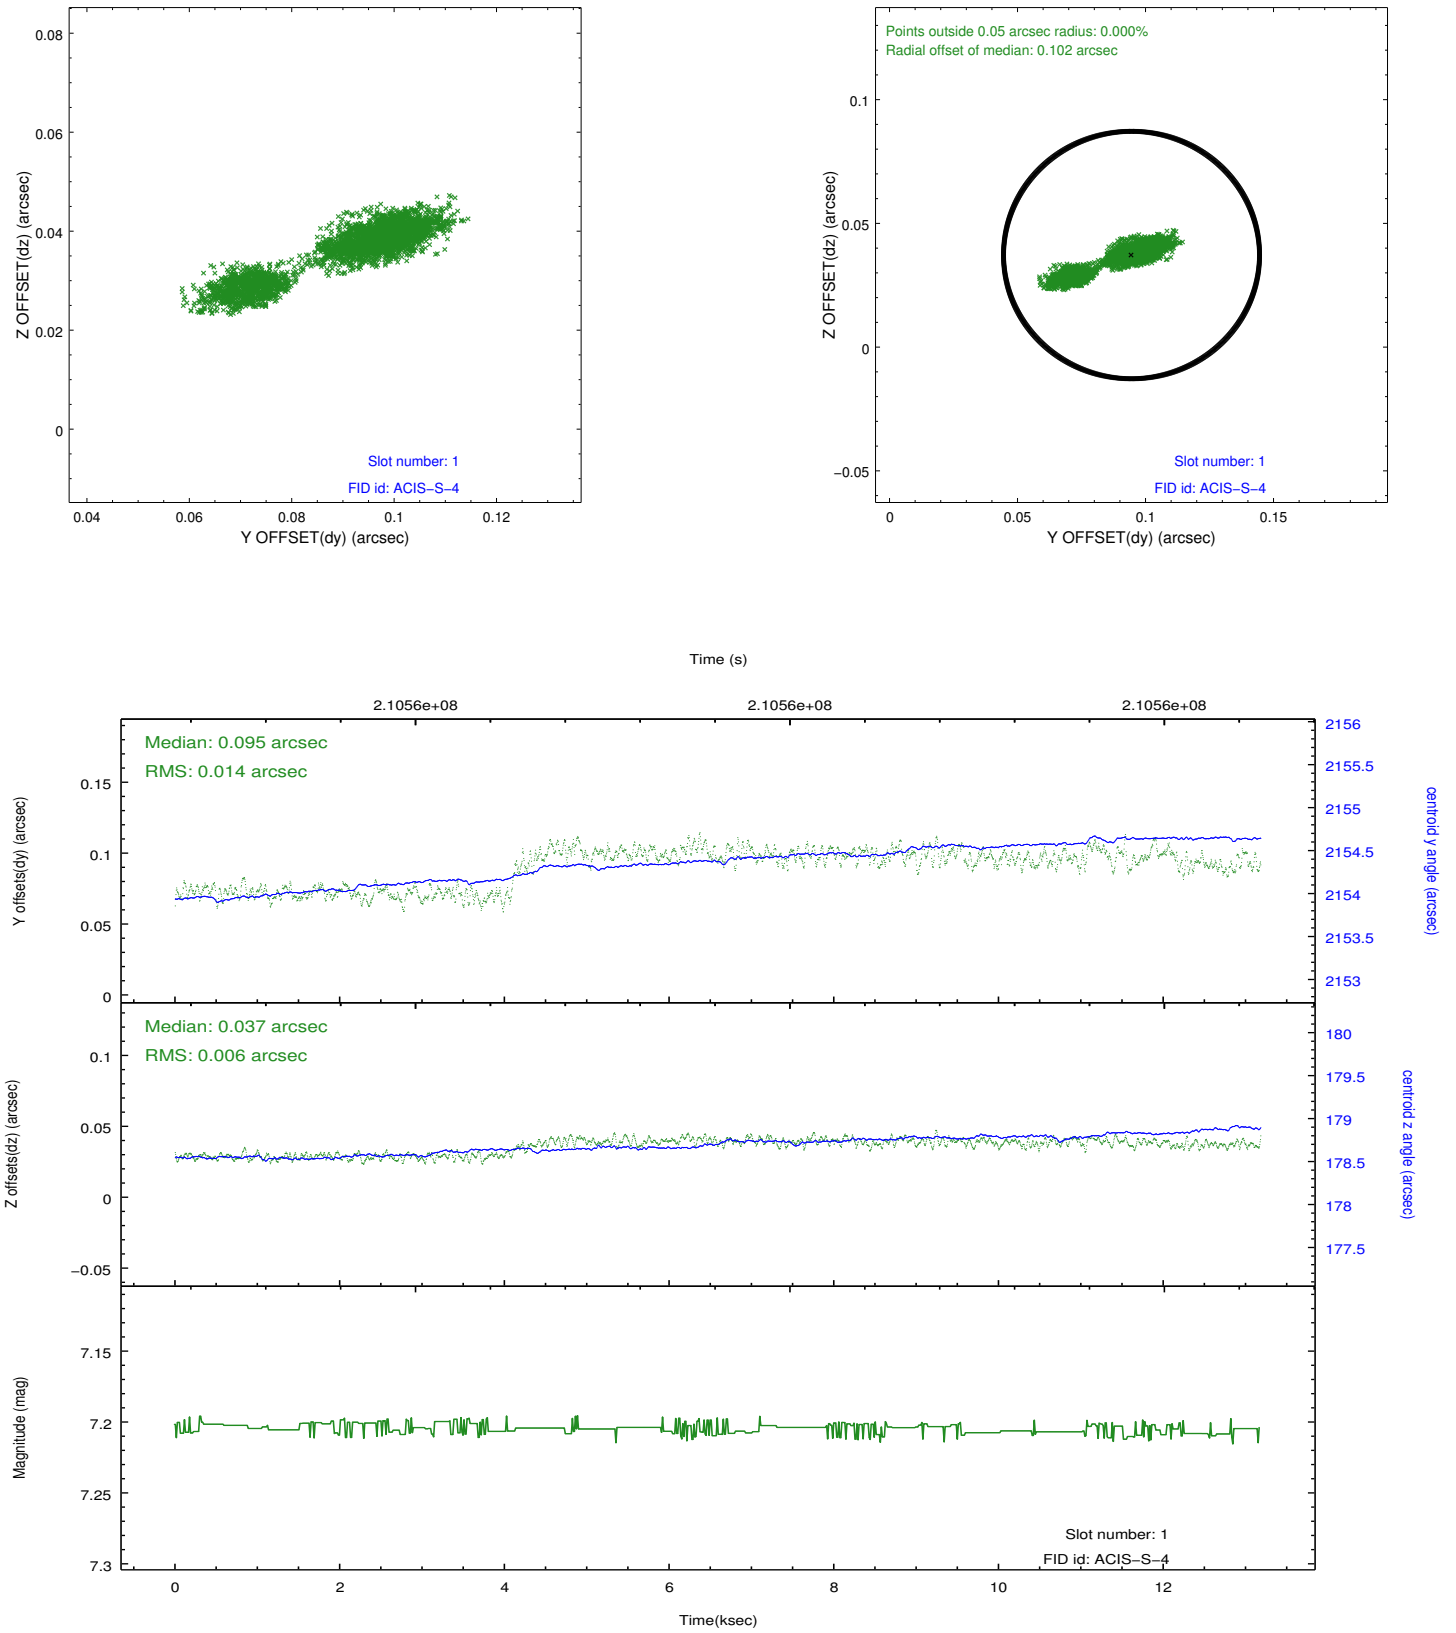 0.08
0.06
0.04
0.02
0
Z OFFSET(dz) (arcsec)
Slot number: 1
FID id: ACIS−S−4
0.04 0.06 0.08 0.1 0.12
Y OFFSET(dy) (arcsec)
Points outside 0.05 arcsec radius: 0.000%
Radial offset of median: 0.102 arcsec
0.1
0.05
0
−0.05
Z OFFSET(dz) (arcsec)
Slot number: 1
FID id: ACIS−S−4
0 0.05 0.1 0.15
Y OFFSET(dy) (arcsec)
Time (s)
2.1056e+08 2.1056e+08 2.1056e+08
Median: 0.095 arcsec
RMS: 0.014 arcsec
0.15
0.1
0.05
0
Y offsets(dy) (arcsec)
2156
2155.5
2155
2154.5
2154
2153.5
2153
centroid y angle (arcsec)
Median: 0.037 arcsec
RMS: 0.006 arcsec
0.1
0.05
0
−0.05
Z offsets(dz) (arcsec)
180
179.5
179
178.5
178
177.5
centroid z angle (arcsec)
7.15
7.2
7.25
7.3
Magnitude (mag)
Slot number: 1
FID id: ACIS−S−4
0 2 4 6 8 10 12
Time(ksec)